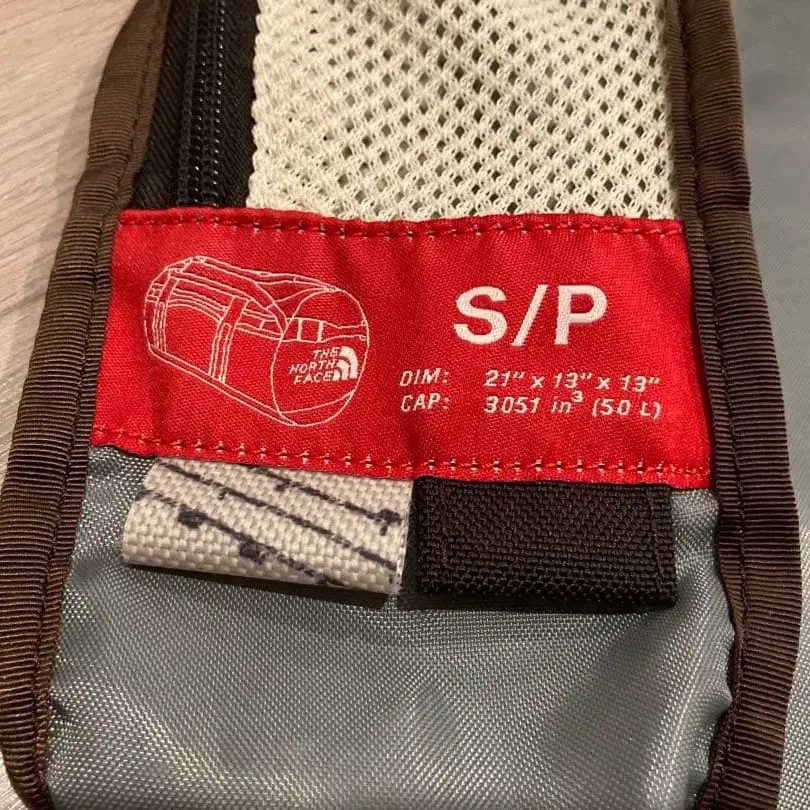 S/P
THE
NORTH
FACE
DIM: 21" x 13" x 13"
CAP: 3051 in³ (50 L)